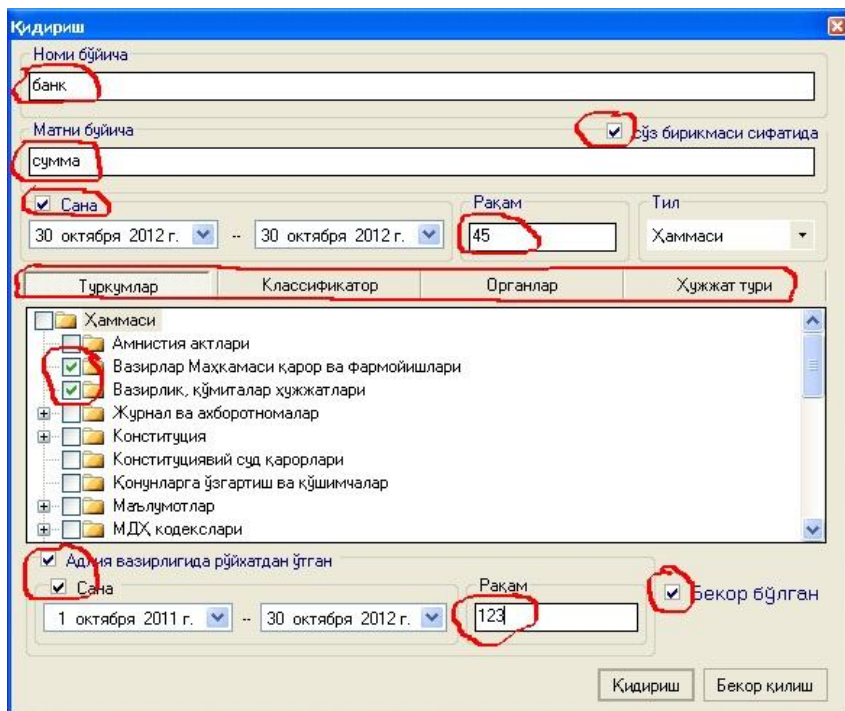 Қидириш
Номи бўйича
банк
Матни буйича
сўз бирикмаси сифатида
сумма
Сана
Рақам
Тил
30 октября 2012 г. -- 30 октября 2012 г.
45
Ҳаммаси
Туркумлар
Классификатор
Органлар
Ҳужжат тури
Ҳаммаси
Амнистия актлари
Вазирлар Маҳкамаси қарор ва фармойишлари
Вазирлик, қўмиталар ҳужжатлари
Журнал ва ахборотномалар
Конституция
Конституциявий суд қарорлари
Қонунларга ўзгартиш ва қўшимчалар
Маълумотлар
МДҲ кодекслари
Адлия вазирлигида рўйхатдан ўтган
Сана
Рақам
1 октября 2011 г. -- 30 октября 2012 г.
123
Бекор бўлган
Қидириш
Бекор қилиш